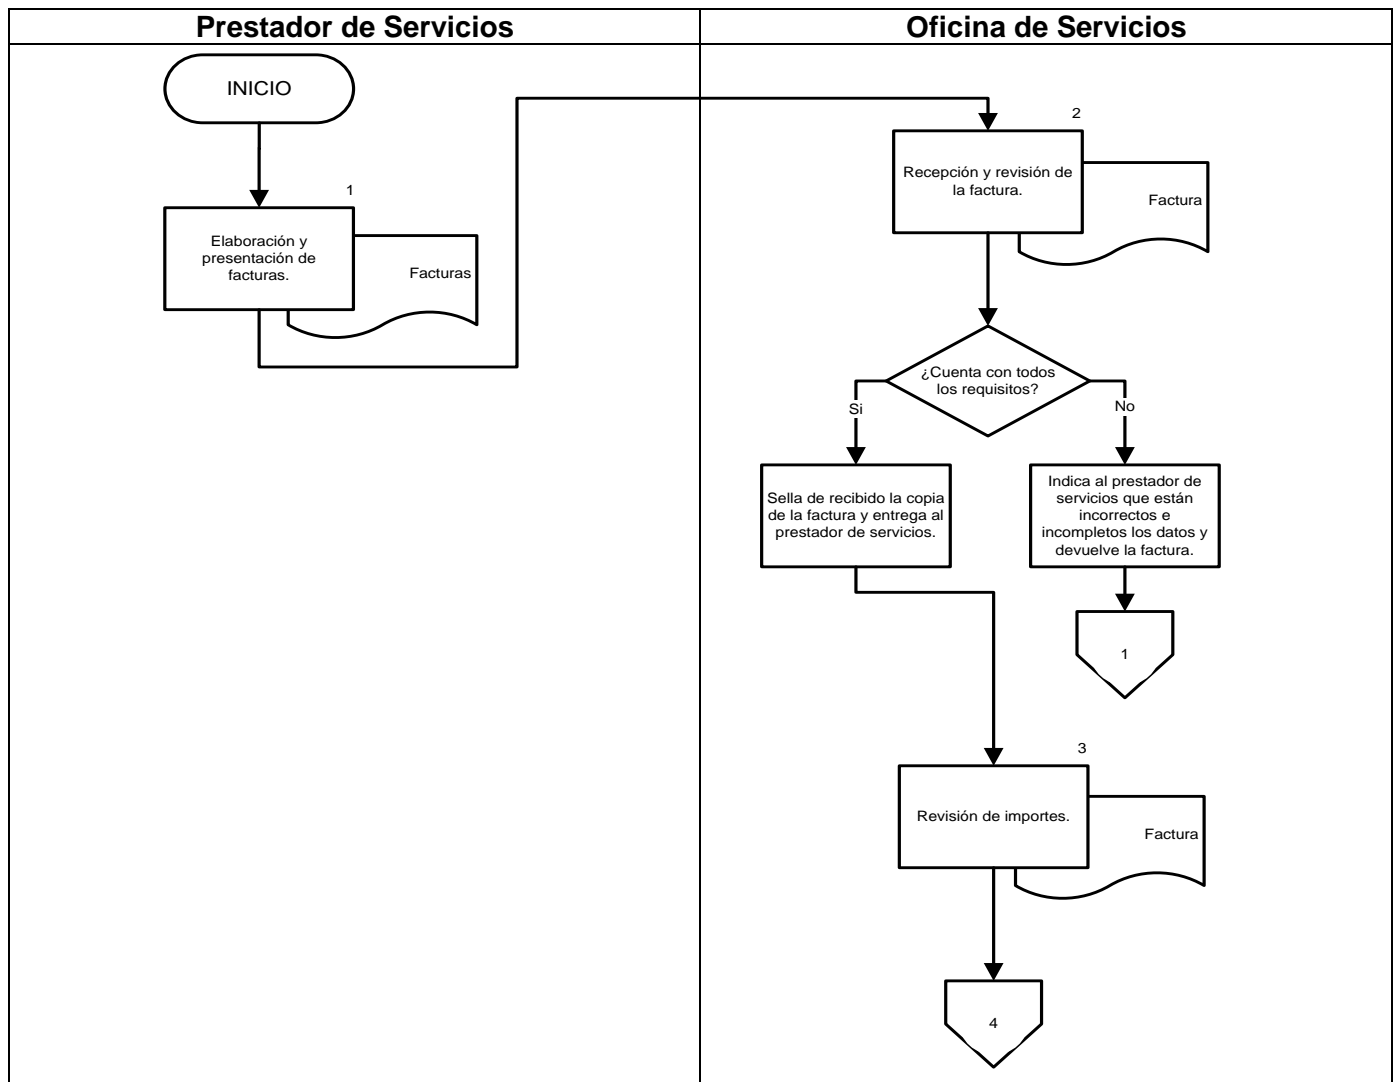 Prestador de Servicios
Oficina de Servicios
INICIO
1
Elaboración y
presentación de
facturas.
Facturas
2
Recepción y revisión de
la factura.
Factura
¿Cuenta con todos
los requisitos?
Si
No
Sella de recibido la copia
de la factura y entrega al
prestador de servicios.
Indica al prestador de
servicios que están
incorrectos e
incompletos los datos y
devuelve la factura.
1
3
Revisión de importes.
Factura
4